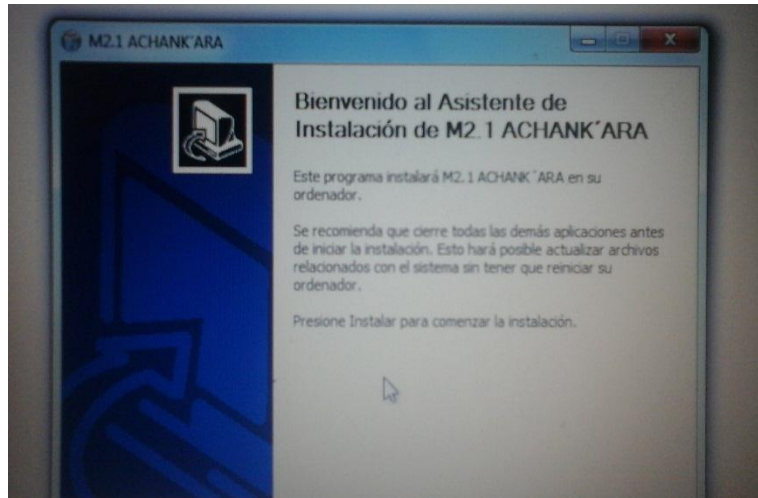 M2.1 ACHANK´ARA
Bienvenido al Asistente de
Instalación de M2.1 ACHANK´ARA
Este programa instalará M2.1 ACHANK´ARA en su
ordenador.
Se recomienda que cierre todas las demás aplicaciones antes
de iniciar la instalación. Esto hará posible actualizar archivos
relacionados con el sistema sin tener que reiniciar su
ordenador.
Presione Instalar para comenzar la instalación.